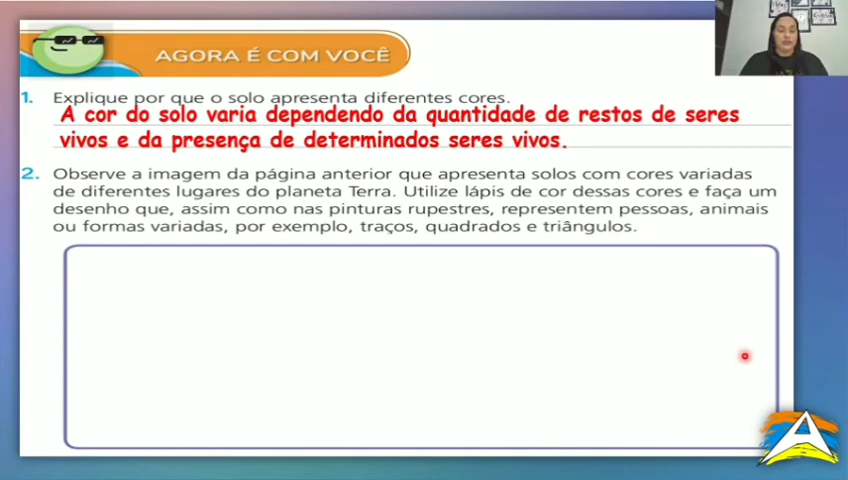 AGORA É COM VOCÊ
1. Explique por que o solo apresenta diferentes cores.
A cor do solo varia dependendo da quantidade de restos de seres
vivos e da presença de determinados seres vivos.
2. Observe a imagem da página anterior que apresenta solos com cores variadas
de diferentes lugares do planeta Terra. Utilize lápis de cor dessas cores e faça um
desenho que, assim como nas pinturas rupestres, representem pessoas, animais
ou formas variadas, por exemplo, traços, quadrados e triângulos.